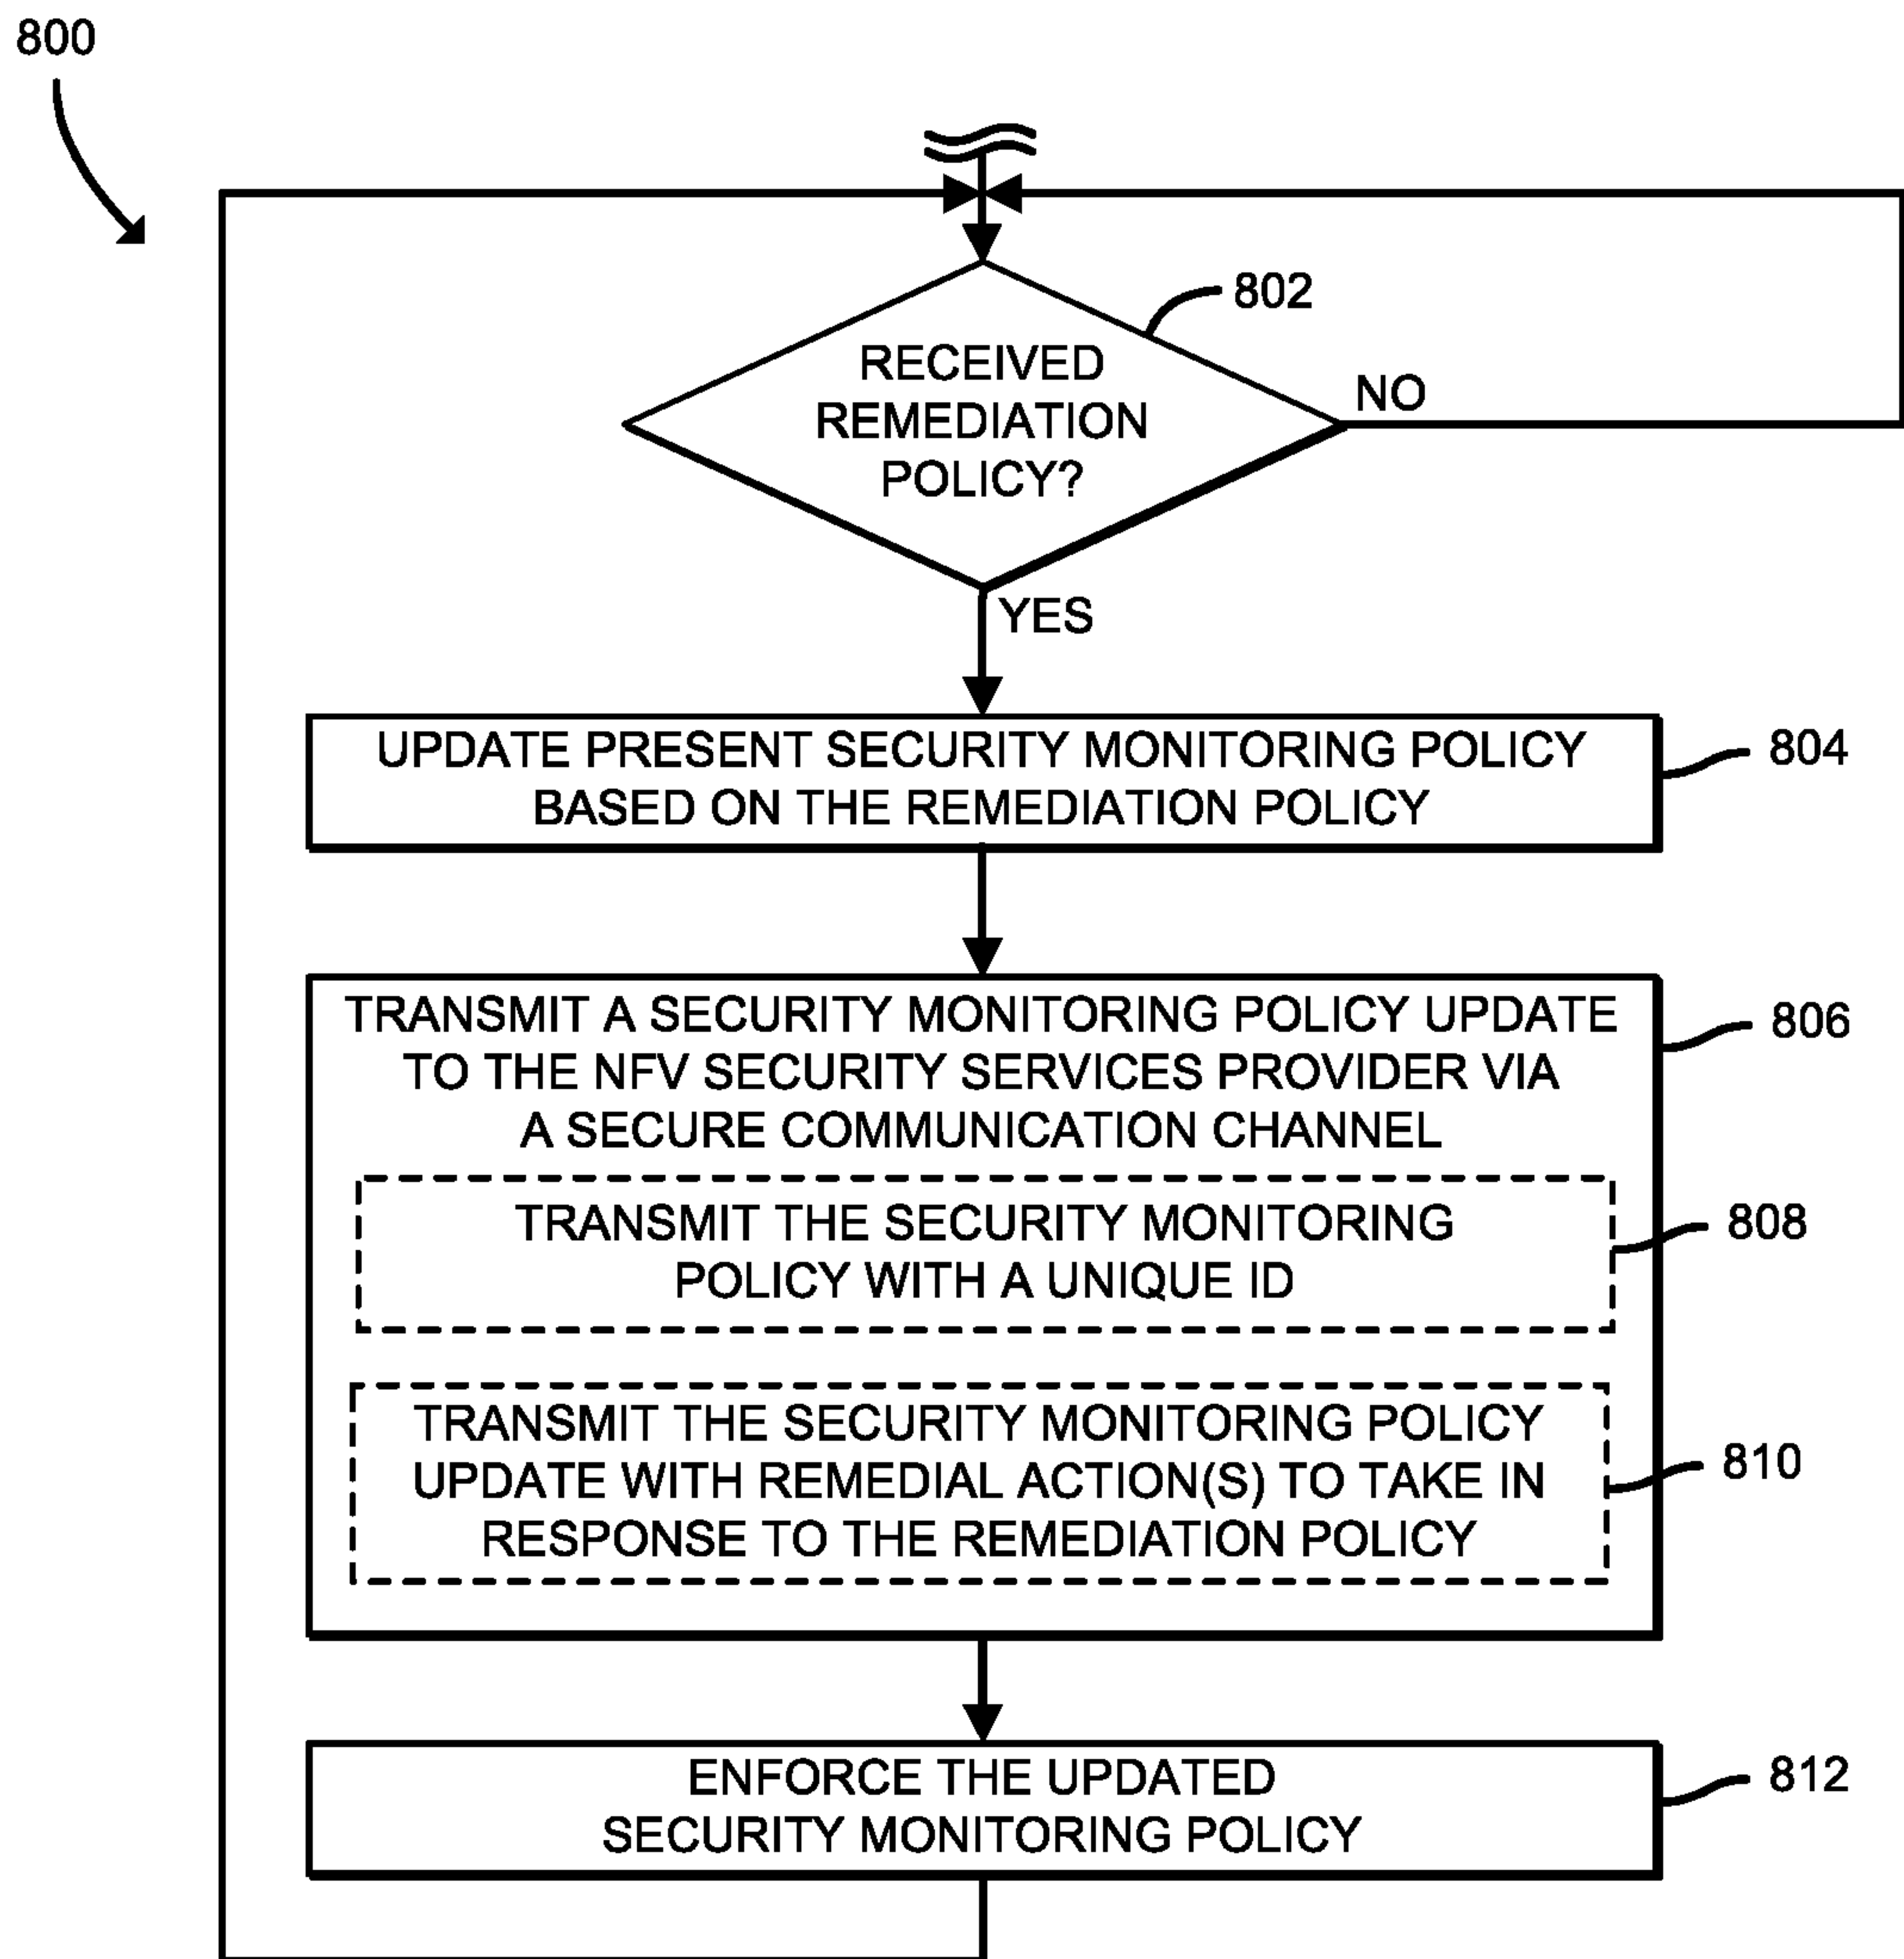 800
802
RECEIVED
REMEDIATION
POLICY?
NO
YES
UPDATE PRESENT SECURITY MONITORING POLICY
BASED ON THE REMEDIATION POLICY
804
TRANSMIT A SECURITY MONITORING POLICY UPDATE
TO THE NFV SECURITY SERVICES PROVIDER VIA
A SECURE COMMUNICATION CHANNEL
806
TRANSMIT THE SECURITY MONITORING
POLICY WITH A UNIQUE ID
808
TRANSMIT THE SECURITY MONITORING POLICY
UPDATE WITH REMEDIAL ACTION(S) TO TAKE IN
RESPONSE TO THE REMEDIATION POLICY
810
ENFORCE THE UPDATED
SECURITY MONITORING POLICY
812